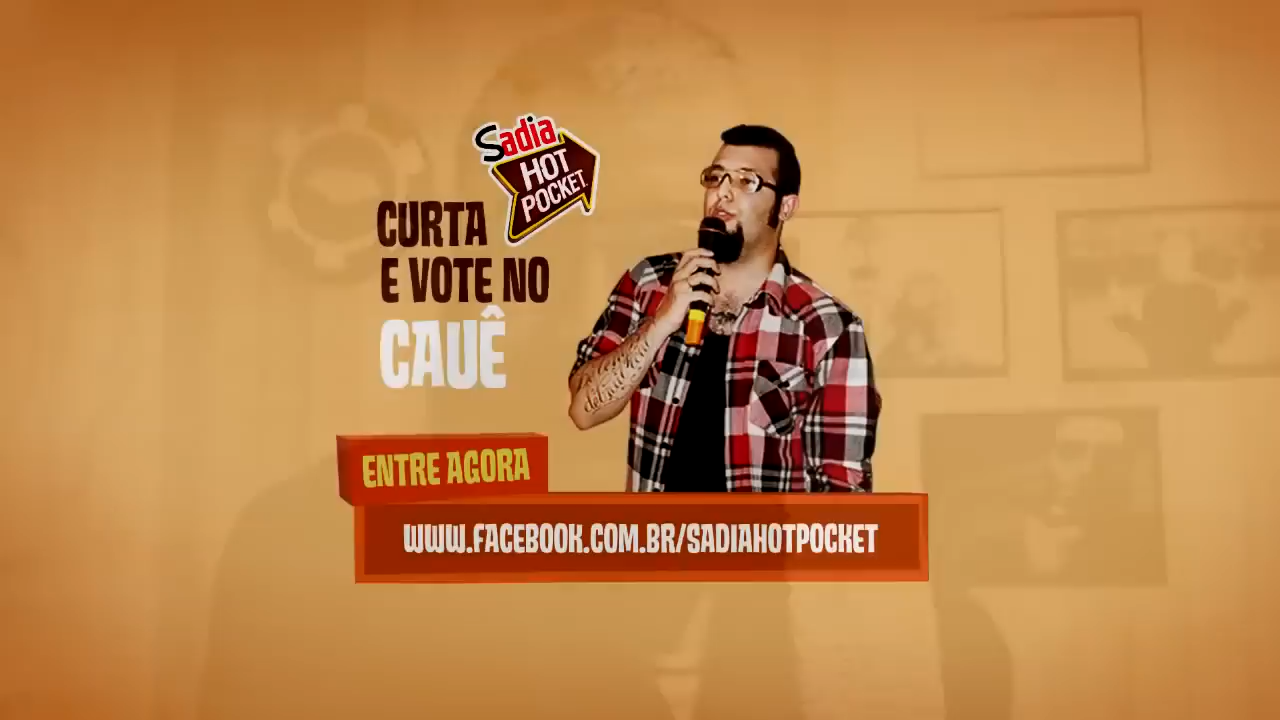 Sadia
HOT
POCKET
CURTA
E VOTE NO
CAUÊ
ENTRE AGORA
WWW.FACEBOOK.COM.BR/SADIAHOTPOCKET